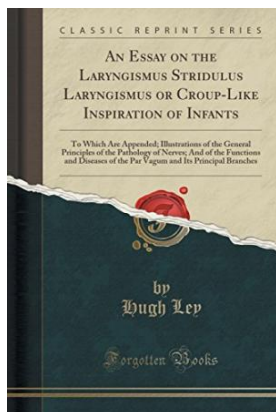 CLASSIC REPRINT SERIES
An Essay on the
Laryngismus Stridulus
Laryngismus or Croup-Like
Inspiration of Infants
To Which Are Appended; Illustrations of the General
Principles of the Pathology of Nerves; And of the Functions
and Diseases of the Par Vagum and Its Principal Branches
by
Hugh Ley
Forgotten Books